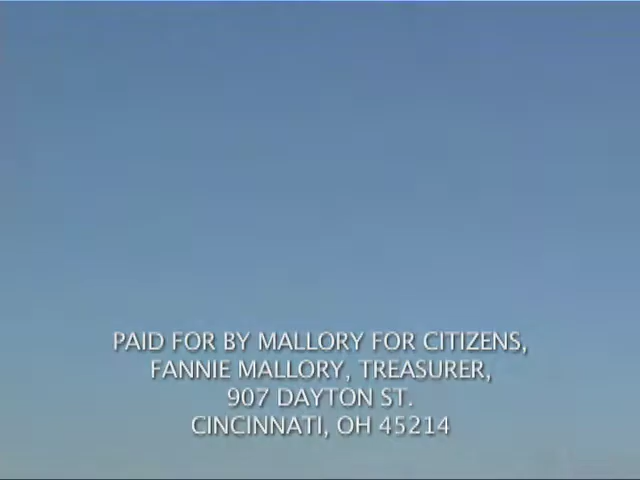 PAID FOR BY MALLORY FOR CITIZENS,
FANNIE MALLORY, TREASURER,
907 DAYTON ST.
CINCINNATI, OH 45214